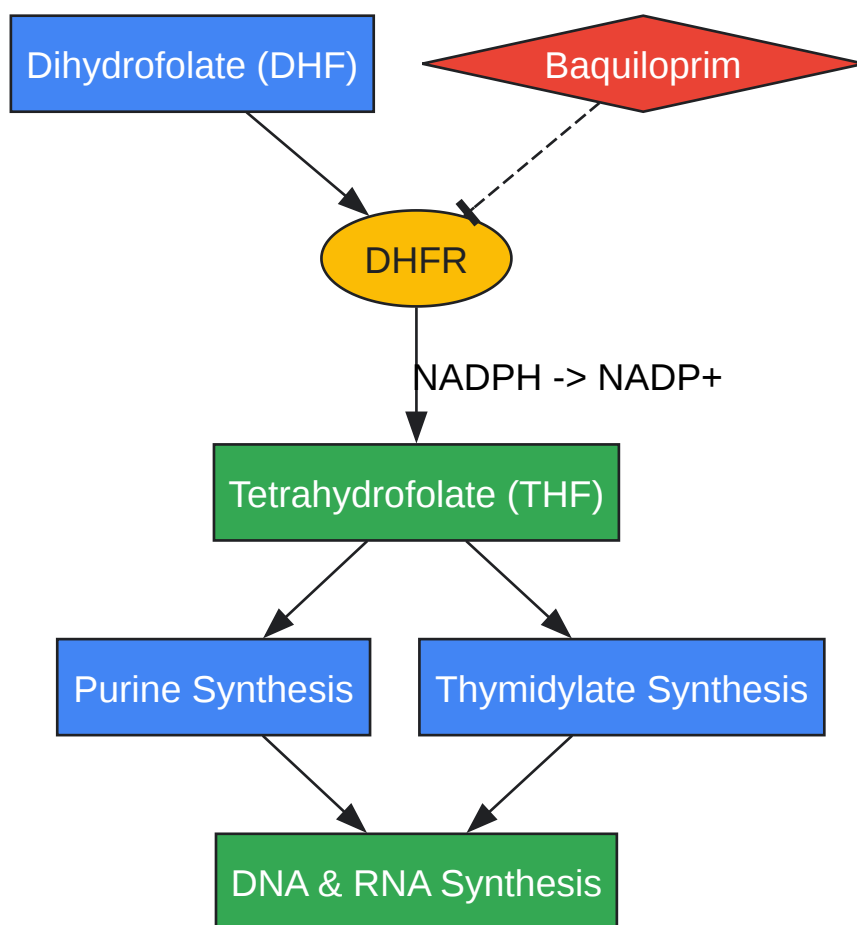 Dihydrofolate (DHF)
Baquiloprim
DHFR
NADPH -> NADP+
Tetrahydrofolate (THF)
Purine Synthesis
Thymidylate Synthesis
DNA & RNA Synthesis